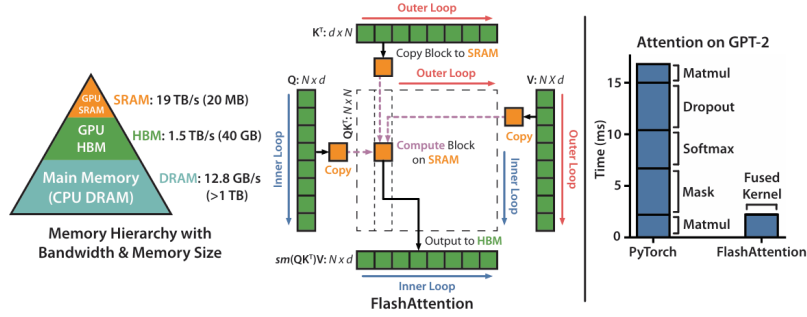 GPU
SRAM
GPU
HBM
Main Memory
(CPU DRAM)
SRAM: 19 TB/s (20 MB)
HBM: 1.5 TB/s (40 GB)
DRAM: 12.8 GB/s
(>1 TB)
Memory Hierarchy with
Bandwidth & Memory Size
Outer Loop
Kᵀ: d x N
Copy Block to SRAM
Outer Loop
Q: N x d
V: N X d
QKᵀ: N x N
Inner Loop
Copy
Compute Block
on SRAM
Copy
Inner Loop
Outer Loop
Output to HBM
sm(QKᵀ)V: N x d
Inner Loop
FlashAttention
Attention on GPT-2
Time (ms)
15
10
5
0
Matmul
Dropout
Softmax
Mask
Matmul
Fused
Kernel
PyTorch
FlashAttention